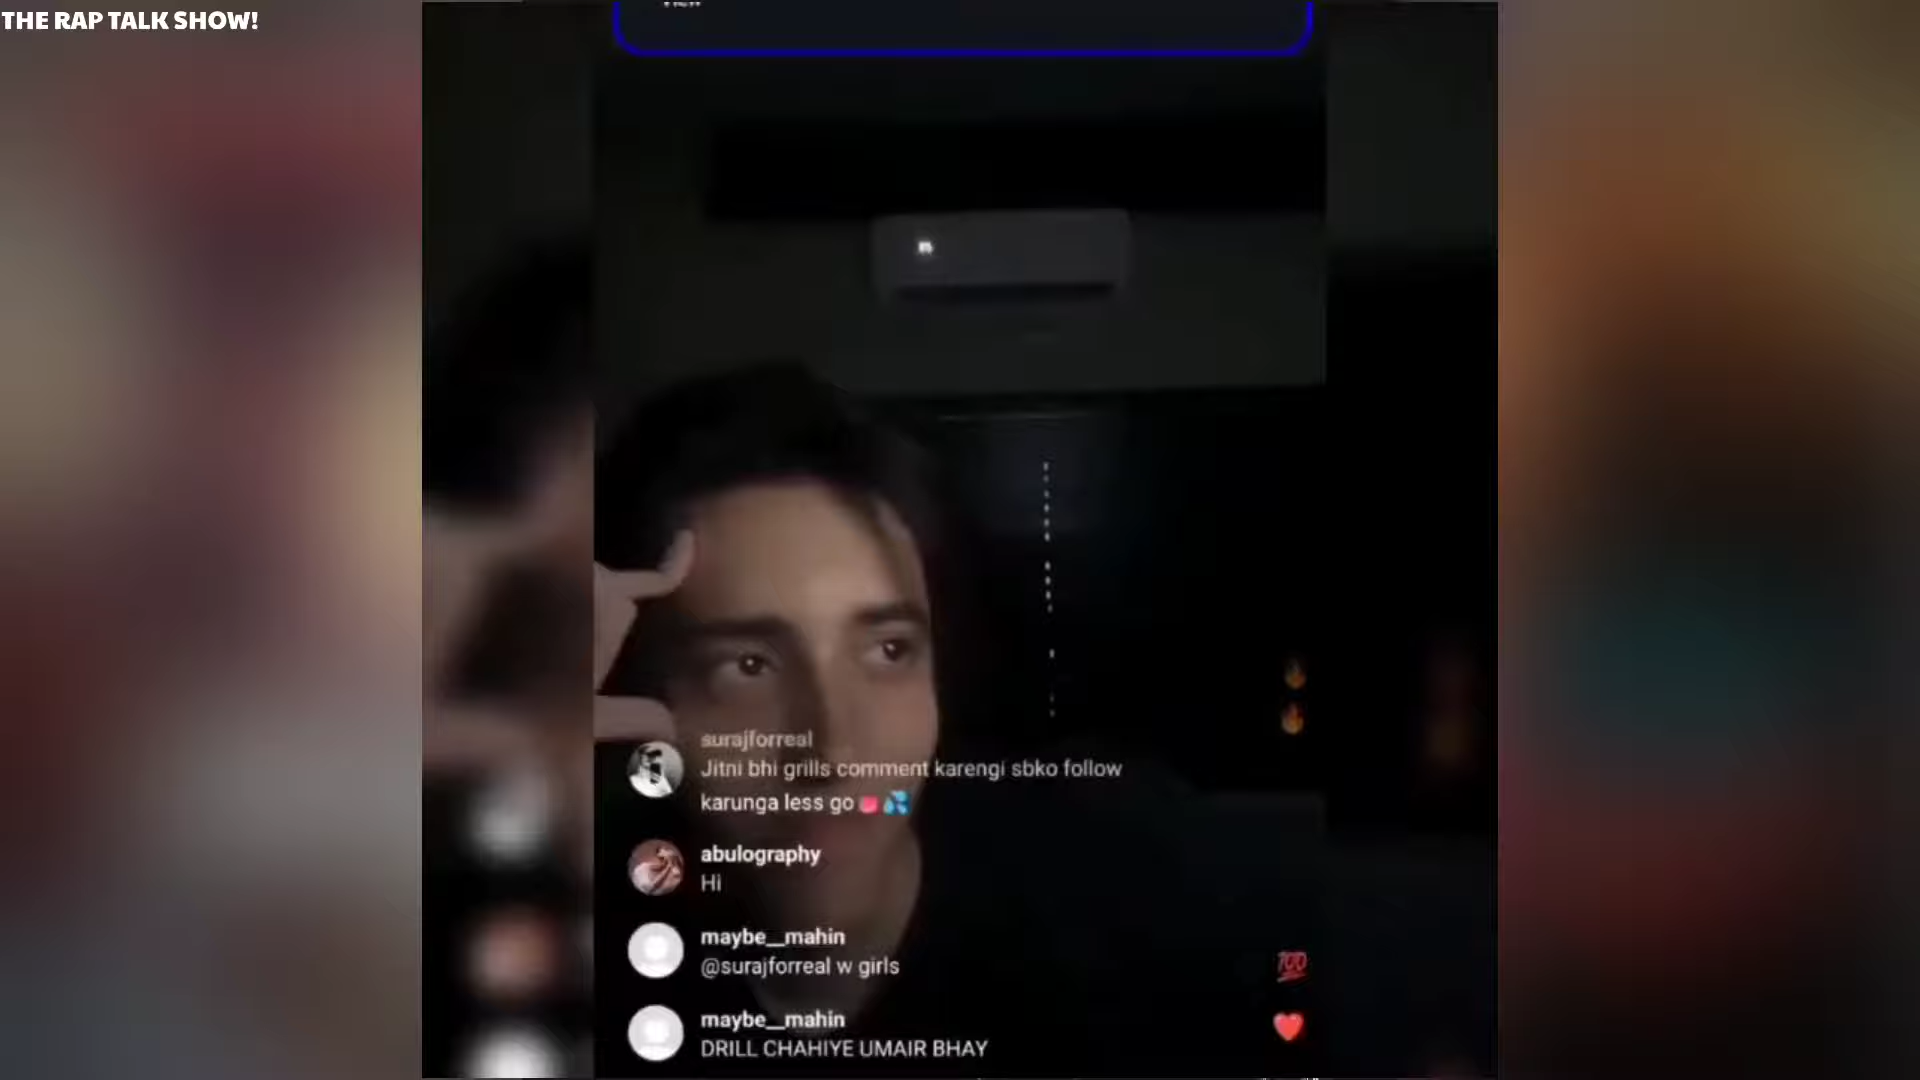 THE RAP TALK SHOW!
View
surajforreal
Jitni bhi grills comment karengi sbko follow
karunga less go
abulography
Hi
maybe__mahin
@surajforreal w girls
maybe__mahin
DRILL CHAHIYE UMAIR BHAY